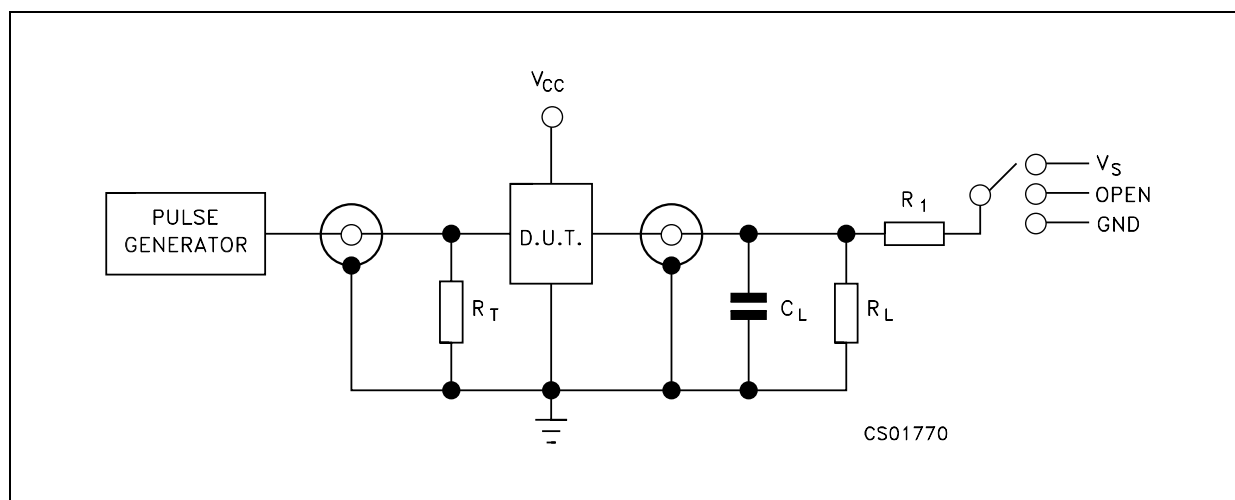 VCC
PULSE
GENERATOR
D.U.T.
RT
CL
RL
R1
VS
OPEN
GND
CS01770